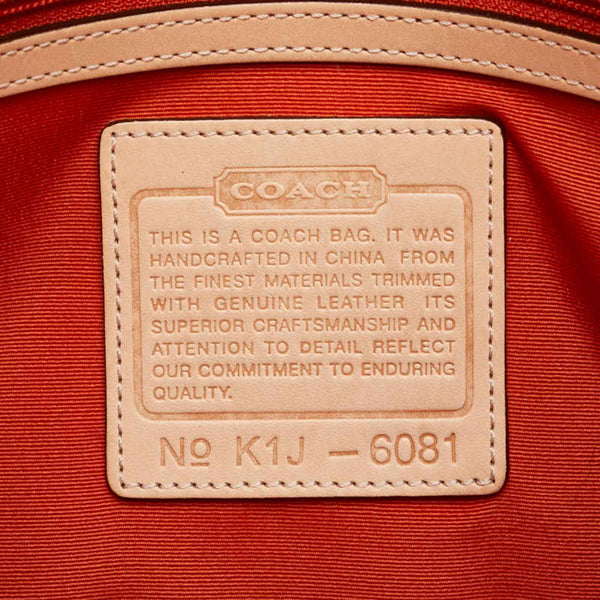 COACH
THIS IS A COACH BAG. IT WAS
HANDCRAFTED IN CHINA FROM
THE FINEST MATERIALS TRIMMED
WITH GENUINE LEATHER ITS
SUPERIOR CRAFTSMANSHIP AND
ATTENTION TO DETAIL REFLECT
OUR COMMITMENT TO ENDURING
QUALITY.
Nº K1J – 6081